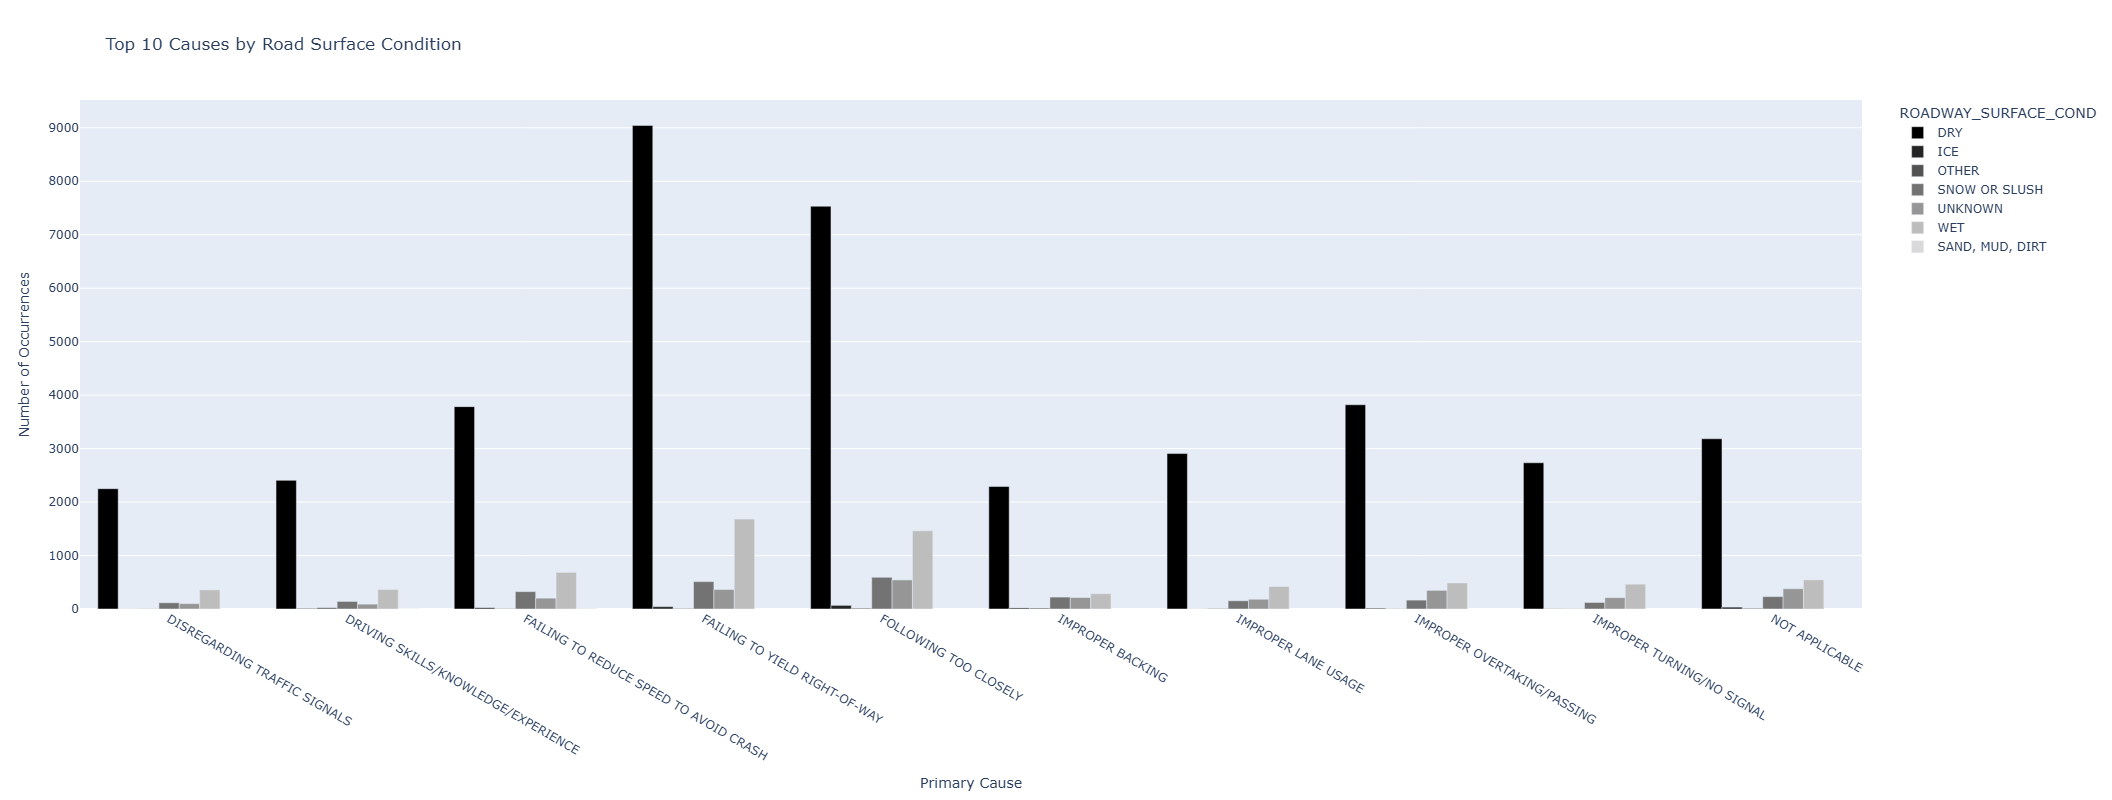 Top 10 Causes by Road Surface Condition
ROADWAY_SURFACE_COND
DRY
ICE
OTHER
SNOW OR SLUSH
UNKNOWN
WET
SAND, MUD, DIRT
Number of Occurrences
9000
8000
7000
6000
5000
4000
3000
2000
1000
0
DISREGARDING TRAFFIC SIGNALS
DRIVING SKILLS/KNOWLEDGE/EXPERIENCE
FAILING TO REDUCE SPEED TO AVOID CRASH
FAILING TO YIELD RIGHT-OF-WAY
FOLLOWING TOO CLOSELY
IMPROPER BACKING
IMPROPER LANE USAGE
IMPROPER OVERTAKING/PASSING
IMPROPER TURNING/NO SIGNAL
NOT APPLICABLE
Primary Cause